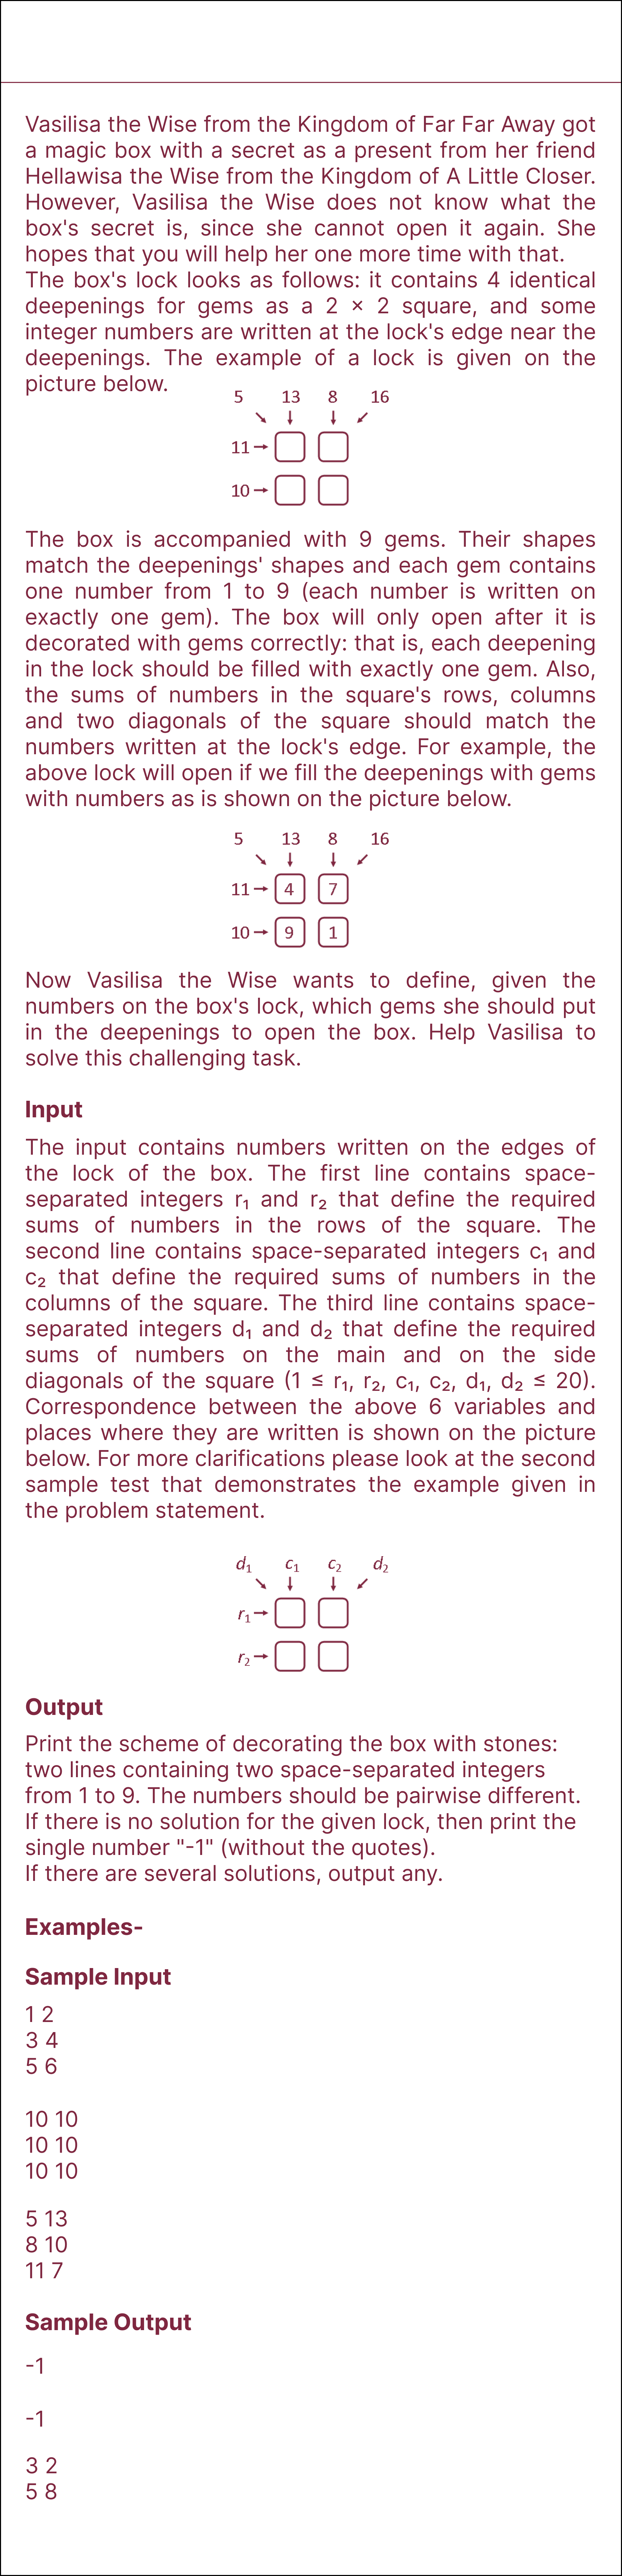 Vasilisa the Wise from the Kingdom of Far Far Away got
a magic box with a secret as a present from her friend
Hellawisa the Wise from the Kingdom of A Little Closer.
However, Vasilisa the Wise does not know what the
box's secret is, since she cannot open it again. She
hopes that you will help her one more time with that.
The box's lock looks as follows: it contains 4 identical
deepenings for gems as a 2 × 2 square, and some
integer numbers are written at the lock's edge near the
deepenings. The example of a lock is given on the
picture below.
5 13 8 16
11
10
The box is accompanied with 9 gems. Their shapes
match the deepenings' shapes and each gem contains
one number from 1 to 9 (each number is written on
exactly one gem). The box will only open after it is
decorated with gems correctly: that is, each deepening
in the lock should be filled with exactly one gem. Also,
the sums of numbers in the square's rows, columns
and two diagonals of the square should match the
numbers written at the lock's edge. For example, the
above lock will open if we fill the deepenings with gems
with numbers as is shown on the picture below.
5 13 8 16
11 4 7
10 9 1
Now Vasilisa the Wise wants to define, given the
numbers on the box's lock, which gems she should put
in the deepenings to open the box. Help Vasilisa to
solve this challenging task.
Input
The input contains numbers written on the edges of
the lock of the box. The first line contains space-
separated integers r₁ and r₂ that define the required
sums of numbers in the rows of the square. The
second line contains space-separated integers c₁ and
c₂ that define the required sums of numbers in the
columns of the square. The third line contains space-
separated integers d₁ and d₂ that define the required
sums of numbers on the main and on the side
diagonals of the square (1 ≤ r₁, r₂, c₁, c₂, d₁, d₂ ≤ 20).
Correspondence between the above 6 variables and
places where they are written is shown on the picture
below. For more clarifications please look at the second
sample test that demonstrates the example given in
the problem statement.
d₁ c₁ c₂ d₂
r₁
r₂
Output
Print the scheme of decorating the box with stones:
two lines containing two space-separated integers
from 1 to 9. The numbers should be pairwise different.
If there is no solution for the given lock, then print the
single number "-1" (without the quotes).
If there are several solutions, output any.
Examples-
Sample Input
1 2
3 4
5 6
10 10
10 10
10 10
5 13
8 10
11 7
Sample Output
-1
-1
3 2
5 8